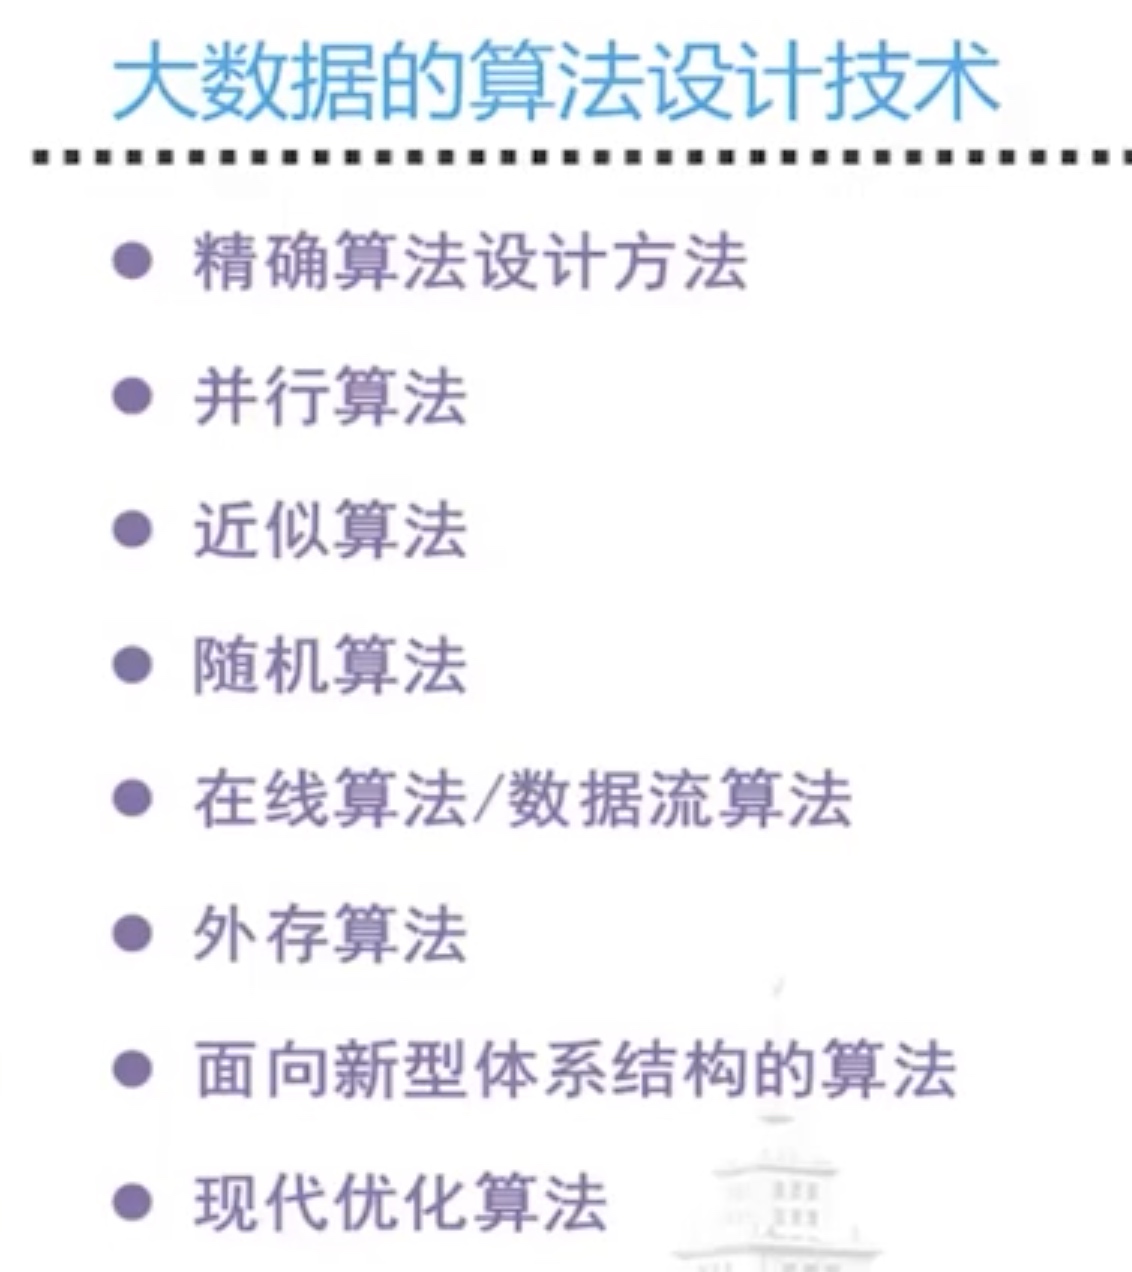 大数据的算法设计技术
精确算法设计方法
并行算法
近似算法
随机算法
在线算法/数据流算法
外存算法
面向新型体系结构的算法
现代优化算法